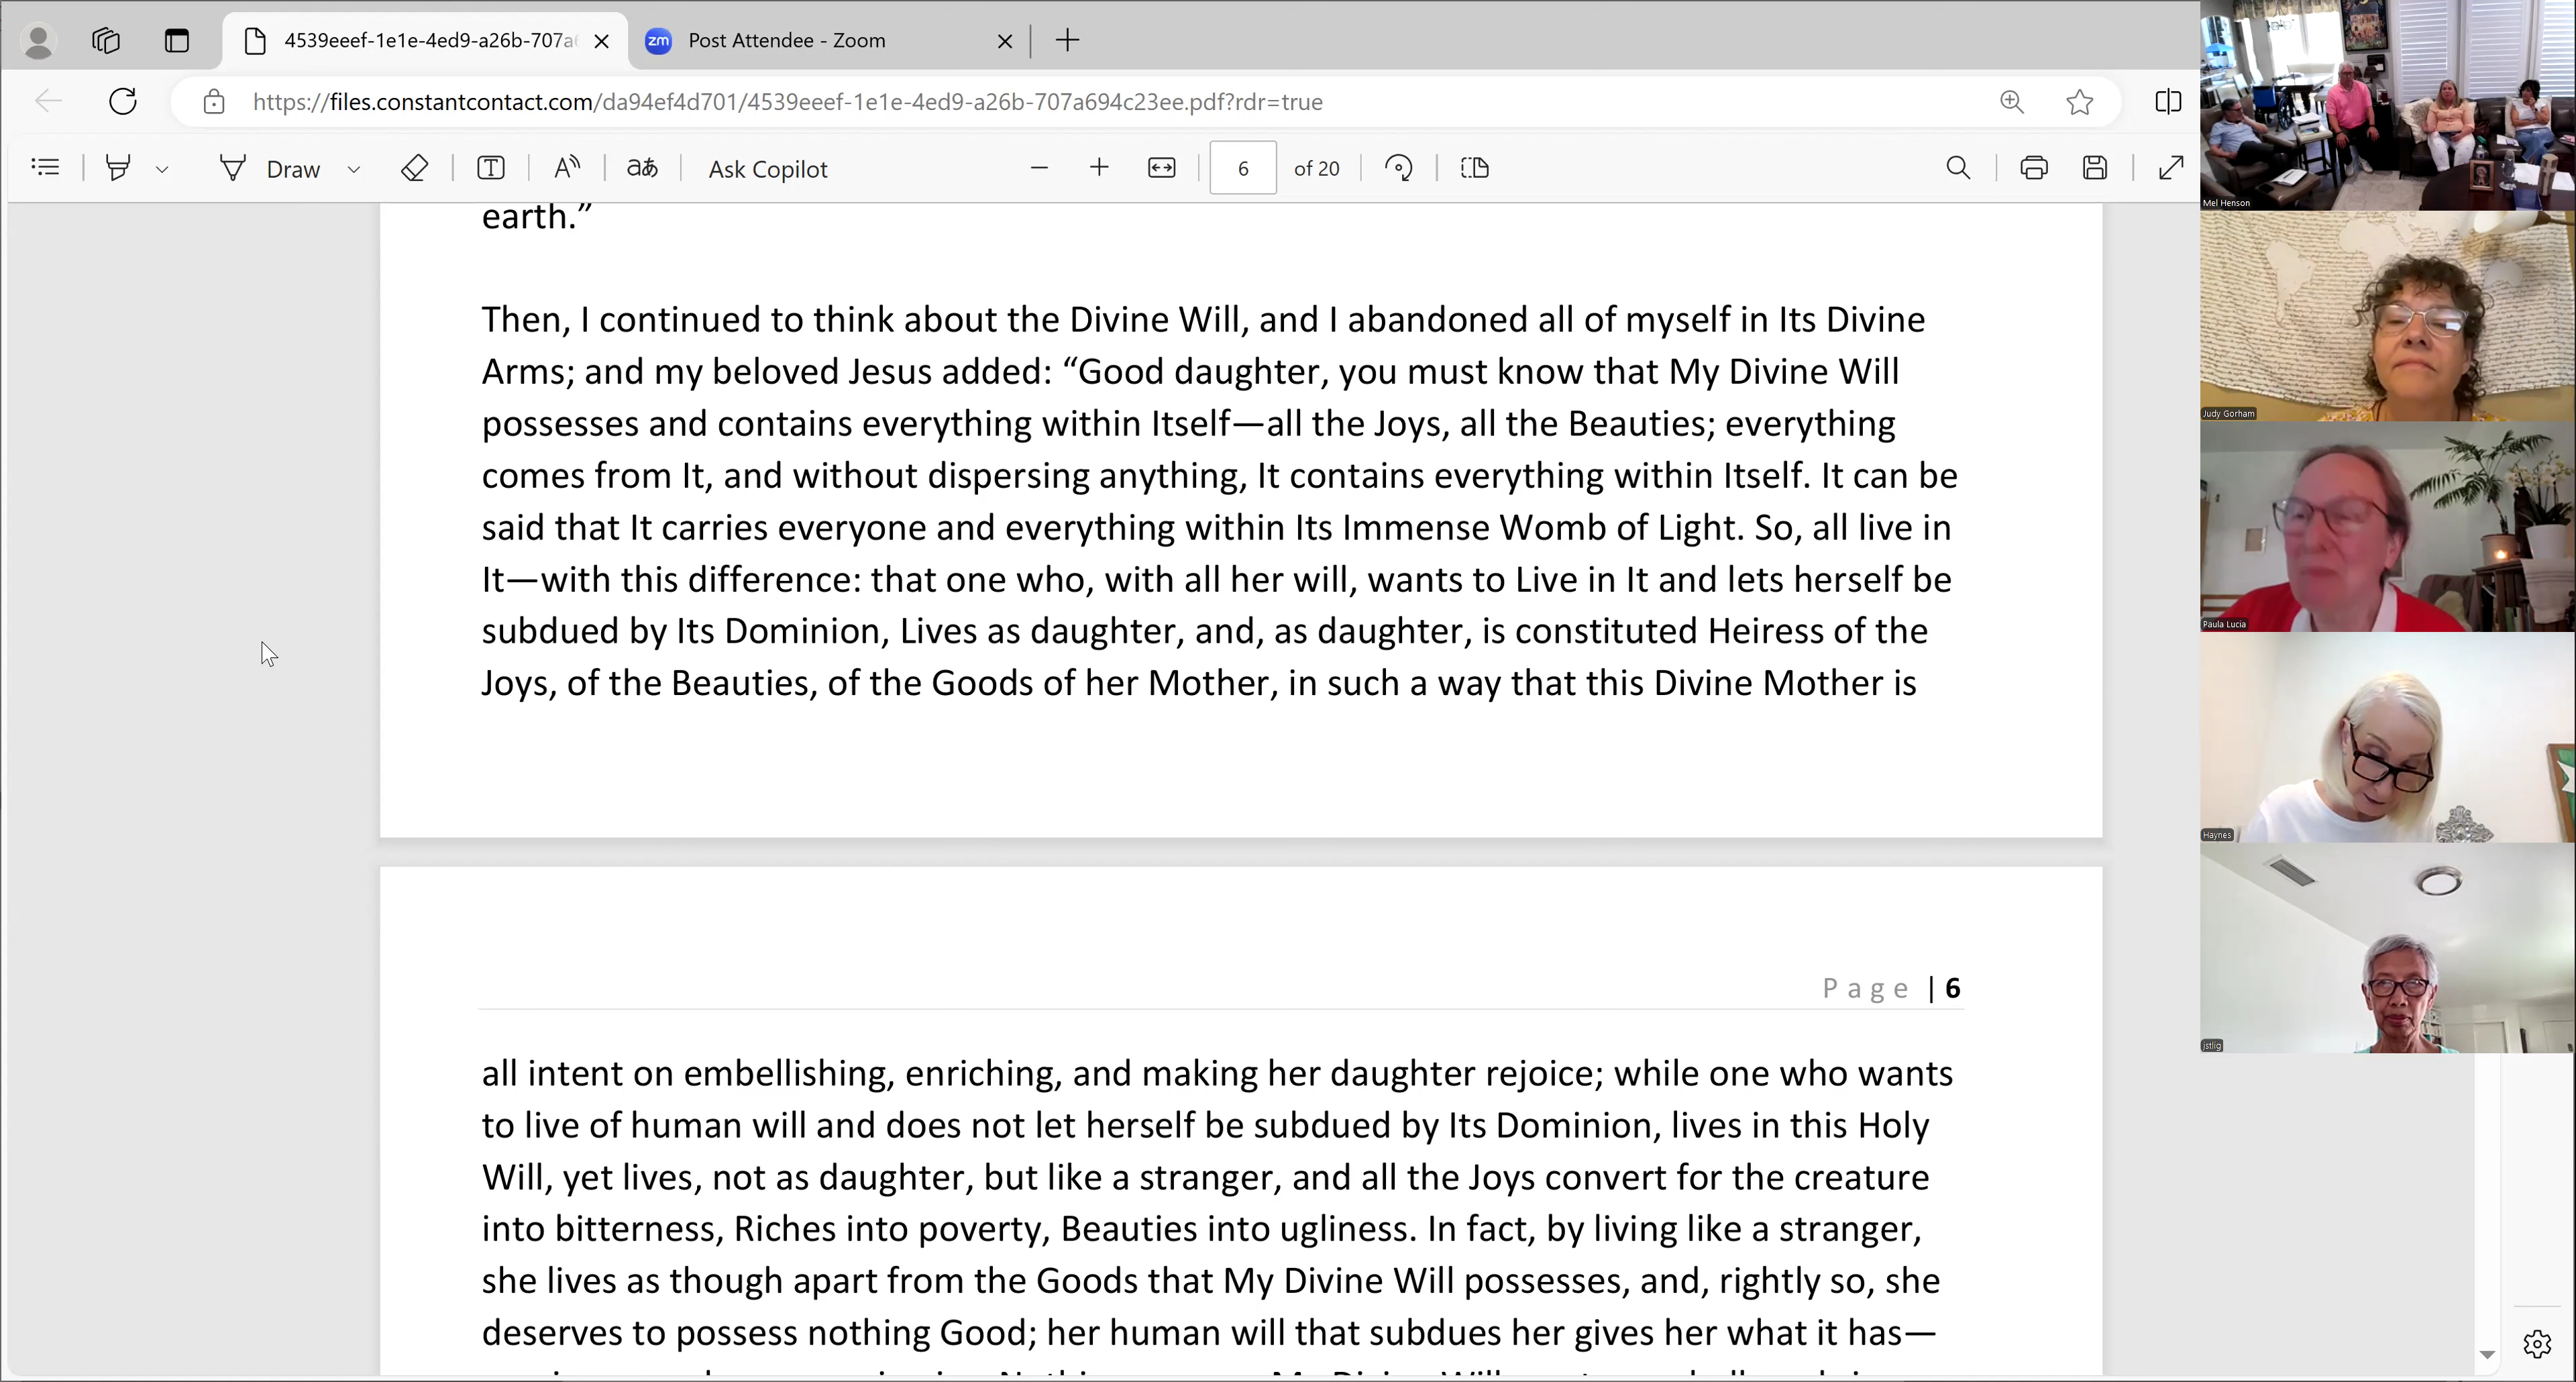 4539eeef-1e1e-4ed9-a26b-707a6
zm Post Attendee - Zoom
https://files.constantcontact.com/da94ef4d701/4539eeef-1e1e-4ed9-a26b-707a694c23ee.pdf?rdr=true
Draw
Ask Copilot
6 of 20
earth.”
Then, I continued to think about the Divine Will, and I abandoned all of myself in Its Divine
Arms; and my beloved Jesus added: “Good daughter, you must know that My Divine Will
possesses and contains everything within Itself—all the Joys, all the Beauties; everything
comes from It, and without dispersing anything, It contains everything within Itself. It can be
said that It carries everyone and everything within Its Immense Womb of Light. So, all live in
It—with this difference: that one who, with all her will, wants to Live in It and lets herself be
subdued by Its Dominion, Lives as daughter, and, as daughter, is constituted Heiress of the
Joys, of the Beauties, of the Goods of her Mother, in such a way that this Divine Mother is
Page | 6
all intent on embellishing, enriching, and making her daughter rejoice; while one who wants
to live of human will and does not let herself be subdued by Its Dominion, lives in this Holy
Will, yet lives, not as daughter, but like a stranger, and all the Joys convert for the creature
into bitterness, Riches into poverty, Beauties into ugliness. In fact, by living like a stranger,
she lives as though apart from the Goods that My Divine Will possesses, and, rightly so, she
deserves to possess nothing Good; her human will that subdues her gives her what it has—
Mel Henson
Judy Gorham
Paula Lucia
Haynes
jstlig